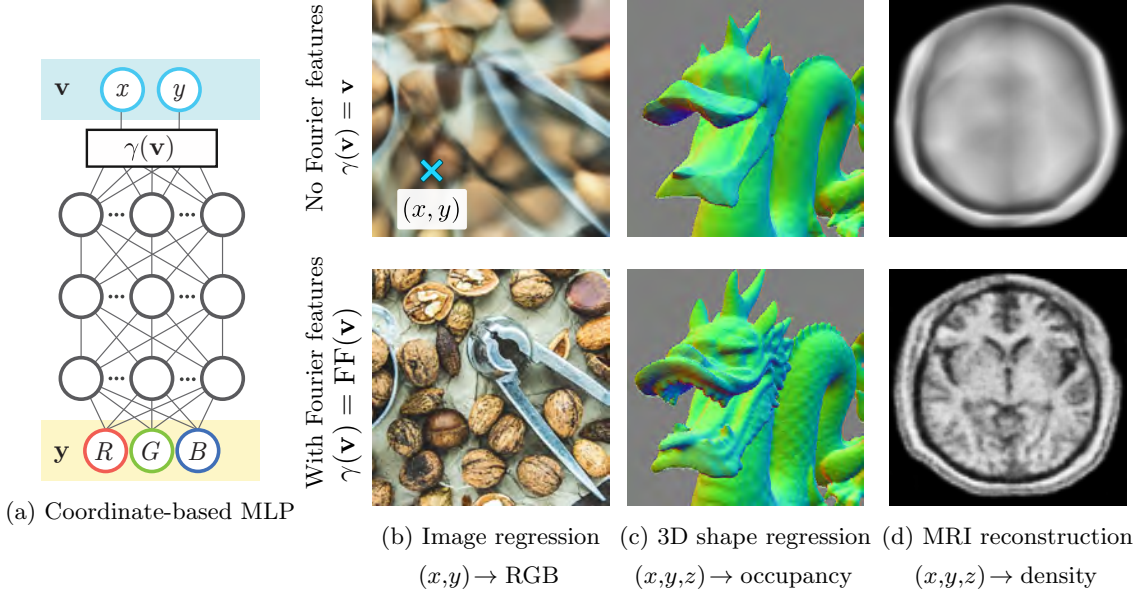 v
x y
γ(v)
... ...
... ...
... ...
y
R G B
(a) Coordinate-based MLP
No Fourier features
γ(v) = v
With Fourier features
γ(v) = FF(v)
(x, y)
(b) Image regression
(x,y)→RGB
(c) 3D shape regression
(x,y,z)→occupancy
(d) MRI reconstruction
(x,y,z)→density